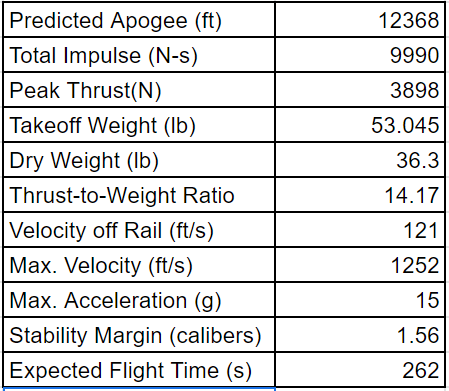 Predicted Apogee (ft) 12368
Total Impulse (N-s) 9990
Peak Thrust(N) 3898
Takeoff Weight (lb) 53.045
Dry Weight (lb) 36.3
Thrust-to-Weight Ratio 14.17
Velocity off Rail (ft/s) 121
Max. Velocity (ft/s) 1252
Max. Acceleration (g) 15
Stability Margin (calibers) 1.56
Expected Flight Time (s) 262